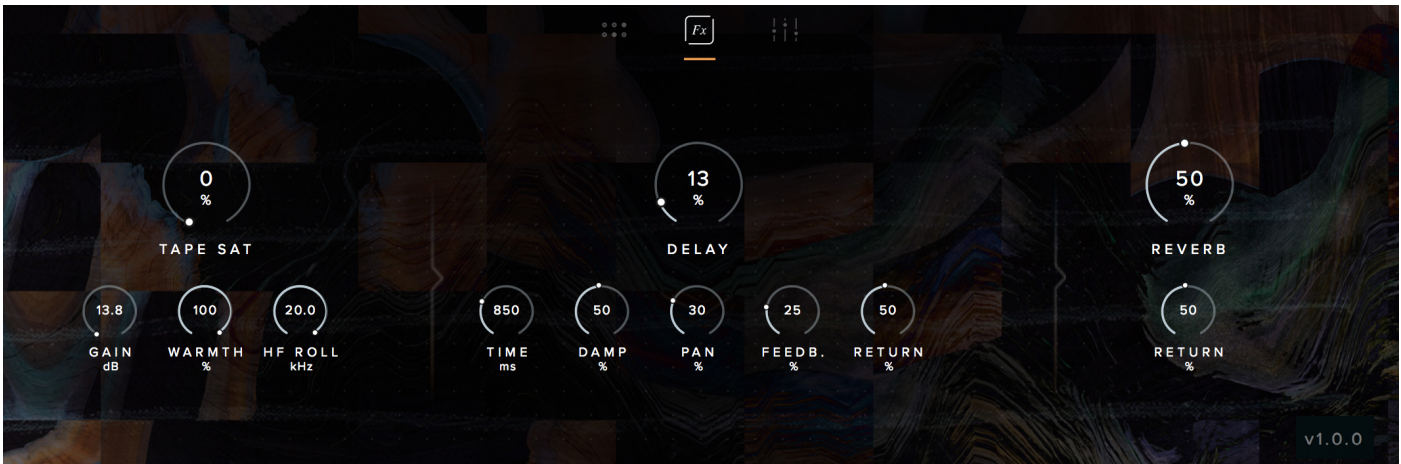 Fx
0
%
TAPE SAT
13
%
DELAY
50
%
REVERB
13.8
GAIN
dB
100
WARMTH
%
20.0
HF ROLL
kHz
850
TIME
ms
50
DAMP
%
30
PAN
%
25
FEEDB.
%
50
RETURN
%
50
RETURN
%
v1.0.0